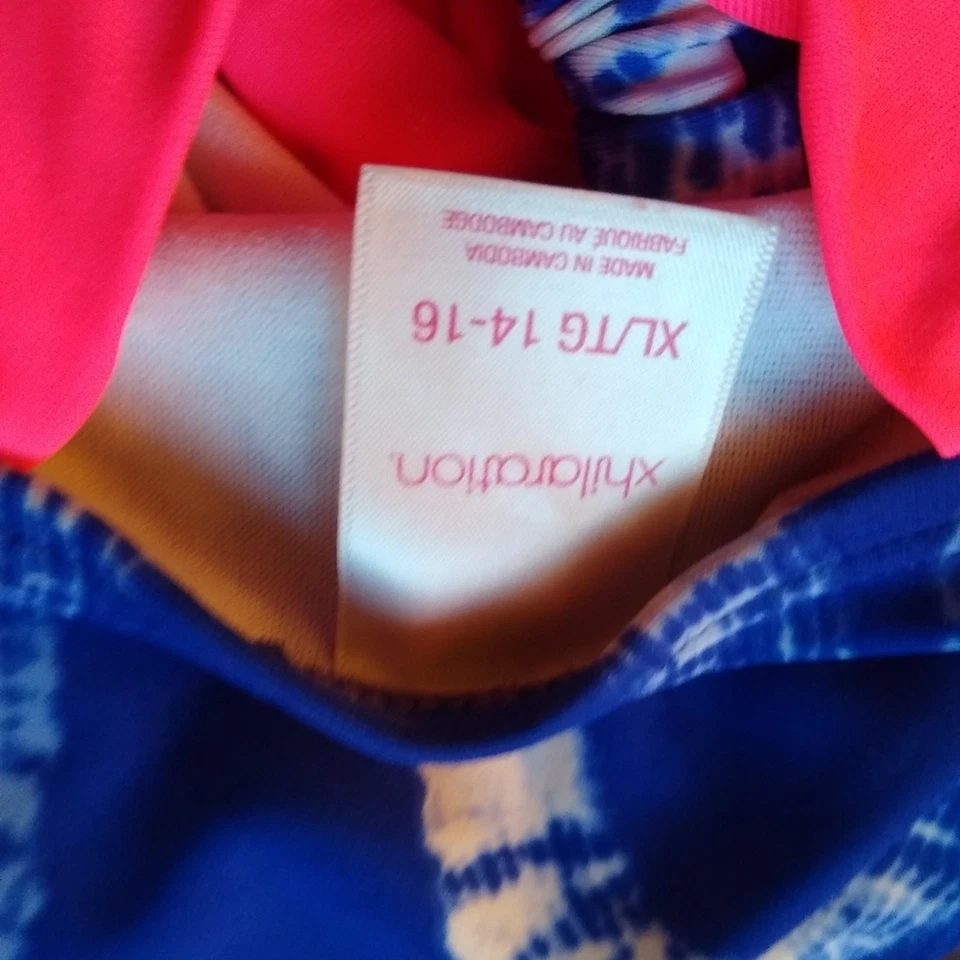 xhilaration.
XL/TG 14-16
MADE IN CAMBODIA
FABRIQUÉ AU CAMBODGE